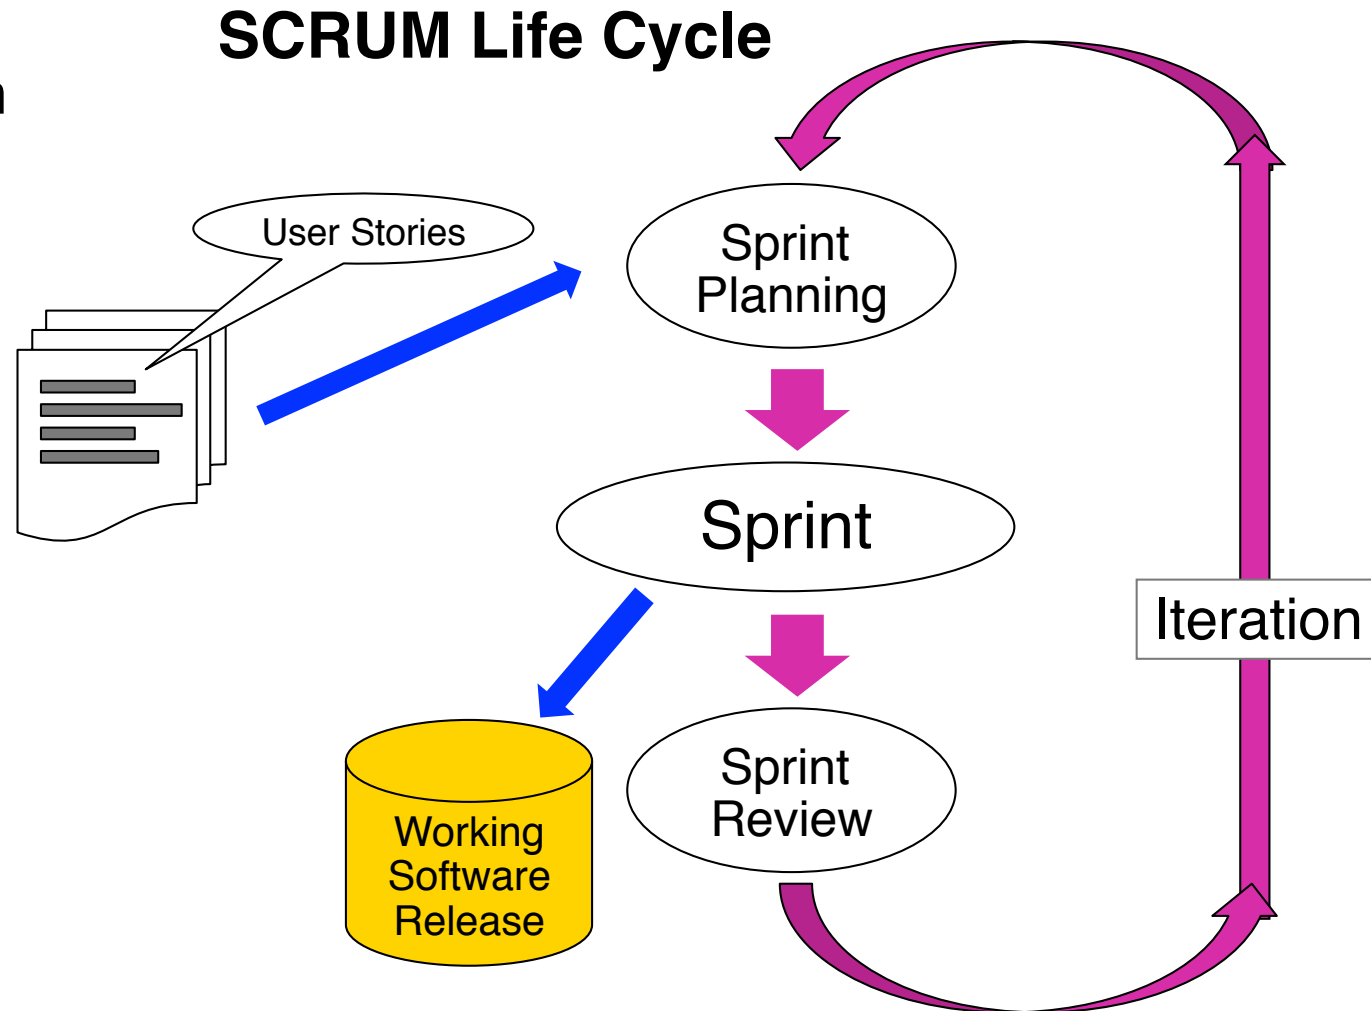 SCRUM Life Cycle
User Stories
Sprint
Planning
Sprint
Iteration
Sprint
Review
Working
Software
Release